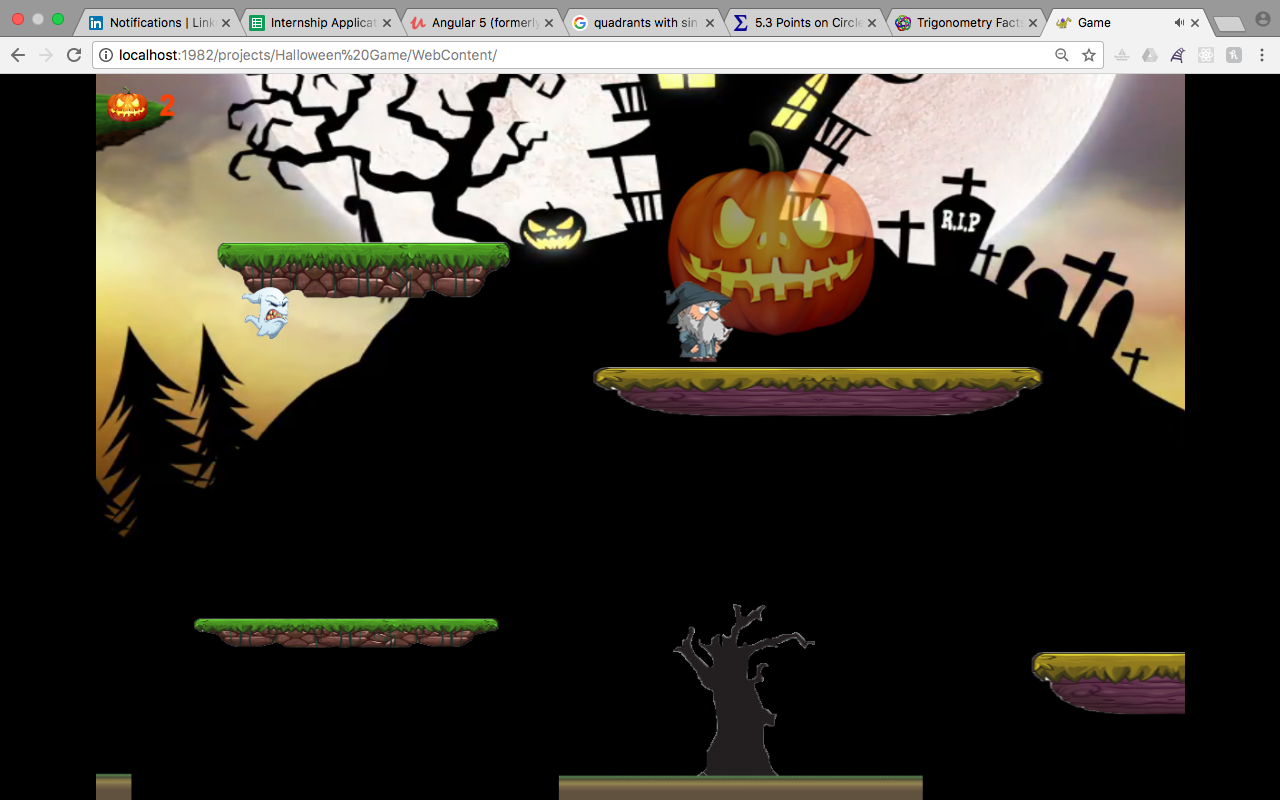 Notifications | Link
Internship Applicat
Angular 5 (formerly
quadrants with sin
5.3 Points on Circle
Trigonometry Facts
Game
localhost:1982/projects/Halloween%20Game/WebContent/
2
R.I.P